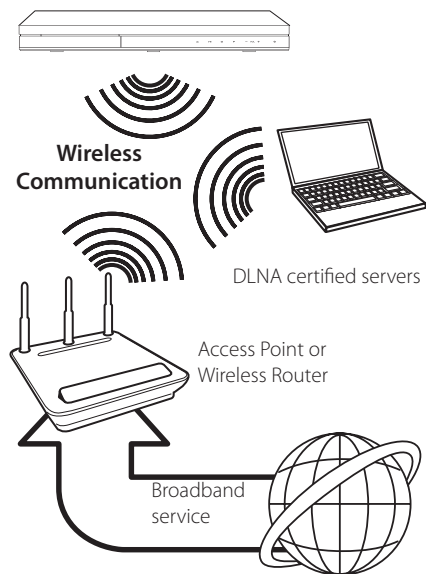 Wireless
Communication
DLNA certified servers
Access Point or
Wireless Router
Broadband
service